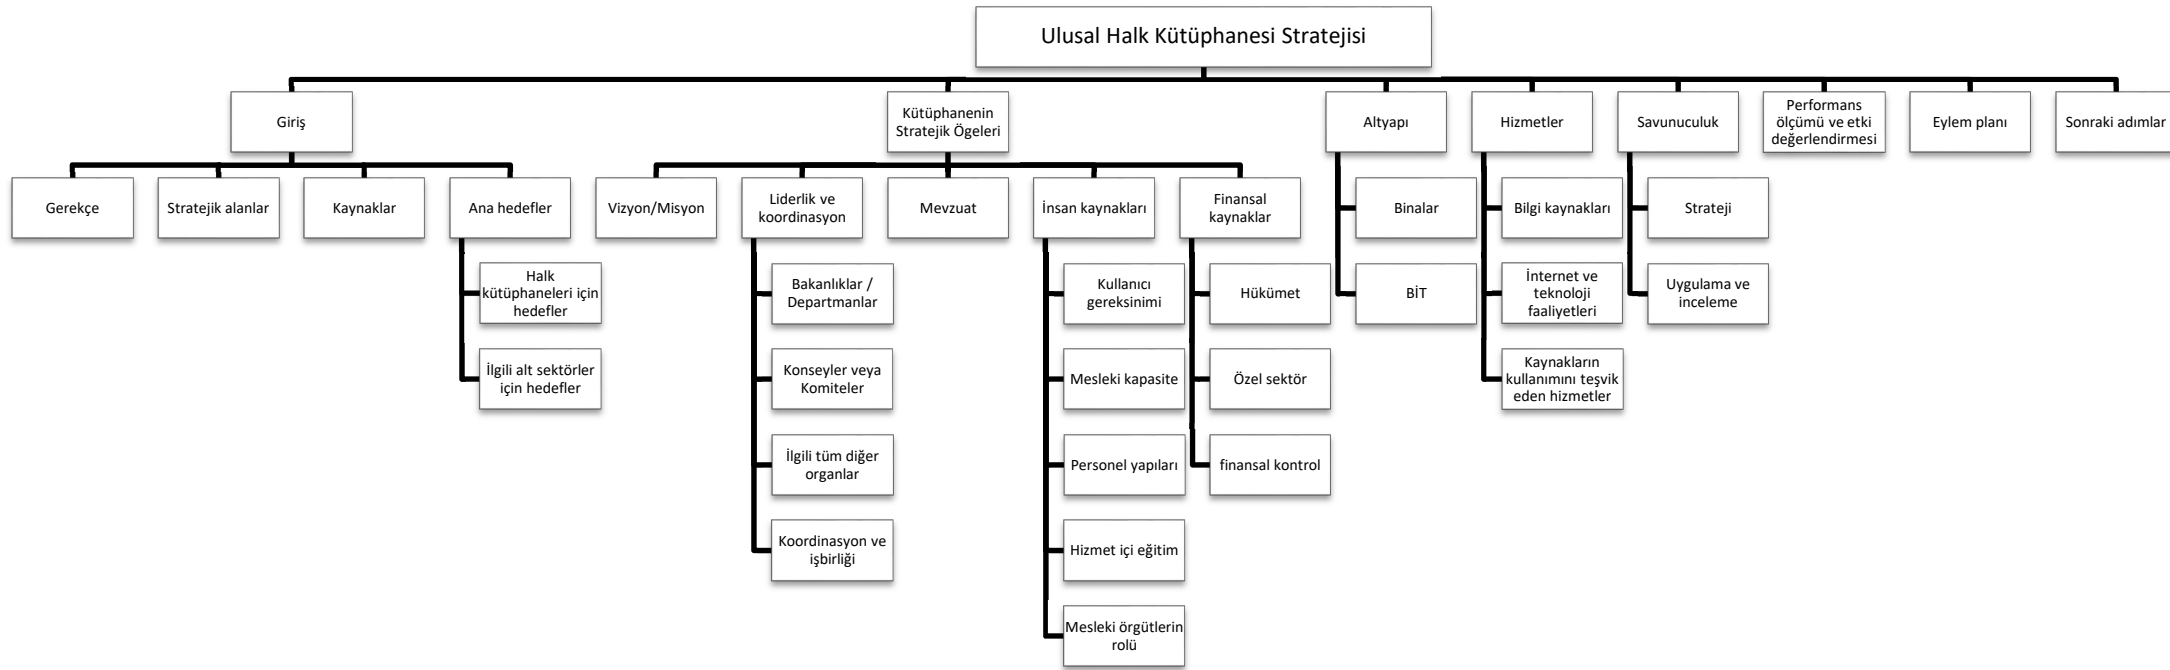 Ulusal Halk Kütüphanesi Stratejisi
Giriş
Kütüphanenin
Stratejik Ögeleri
Altyapı
Hizmetler
Savunuculuk
Performans
ölçümü ve etki
değerlendirmesi
Eylem planı
Sonraki adımlar
Gerekçe
Stratejik alanlar
Kaynaklar
Ana hedefler
Vizyon/Misyon
Liderlik ve
koordinasyon
Mevzuat
İnsan kaynakları
Finansal
kaynaklar
Binalar
Bilgi kaynakları
Strateji
Halk
kütüphaneleri için
hedefler
Bakanlıklar /
Departmanlar
Kullanıcı
gereksinimi
Hükümet
BİT
İnternet ve
teknoloji
faaliyetleri
Uygulama ve
inceleme
İlgili alt sektörler
için hedefler
Konseyler veya
Komiteler
Mesleki kapasite
Özel sektör
Kaynakların
kullanımını teşvik
eden hizmetler
İlgili tüm diğer
organlar
Personel yapıları
finansal kontrol
Koordinasyon ve
işbirliği
Hizmet içi eğitim
Mesleki örgütlerin
rolü